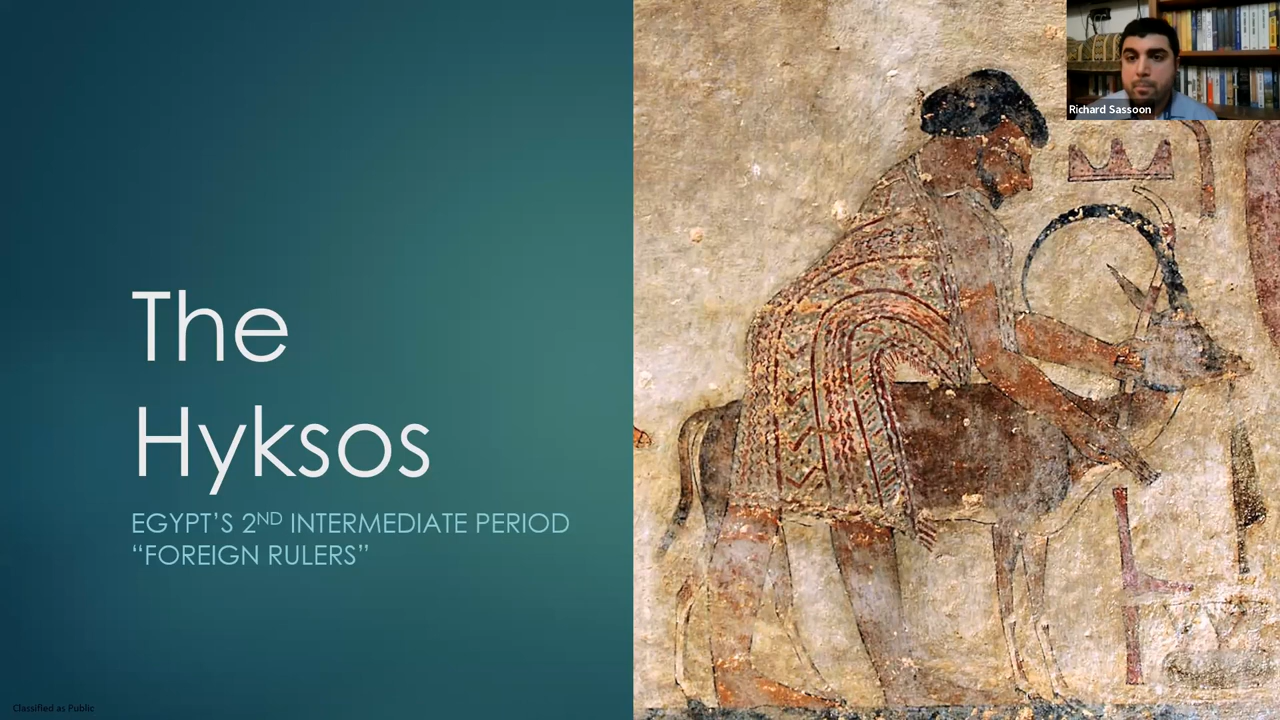 The
Hyksos
EGYPT’S 2ND INTERMEDIATE PERIOD
“FOREIGN RULERS”
Richard Sassoon
Classified as Public